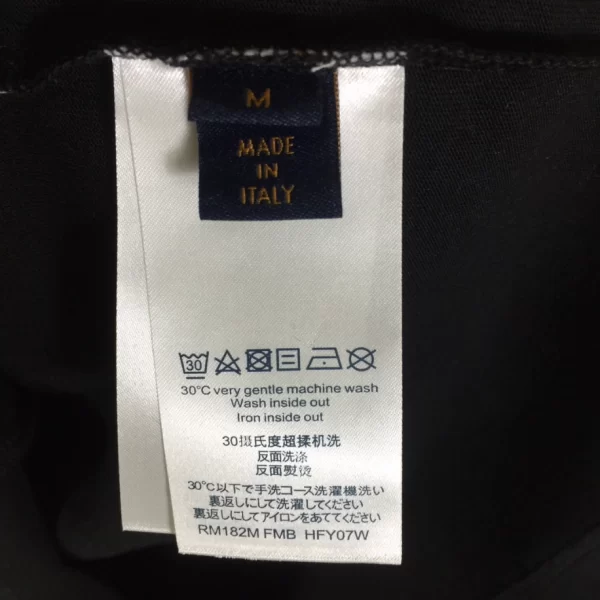 M
MADE
IN
ITALY
30
30°C very gentle machine wash
Wash inside out
Iron inside out
30摄氏度超揉机洗
反面洗涤
反面熨烫
30℃以下で手洗コース洗濯機洗い
裏返しにして洗濯してください
裏返しにしてアイロンをあててください
RM182M FMB HFY07W